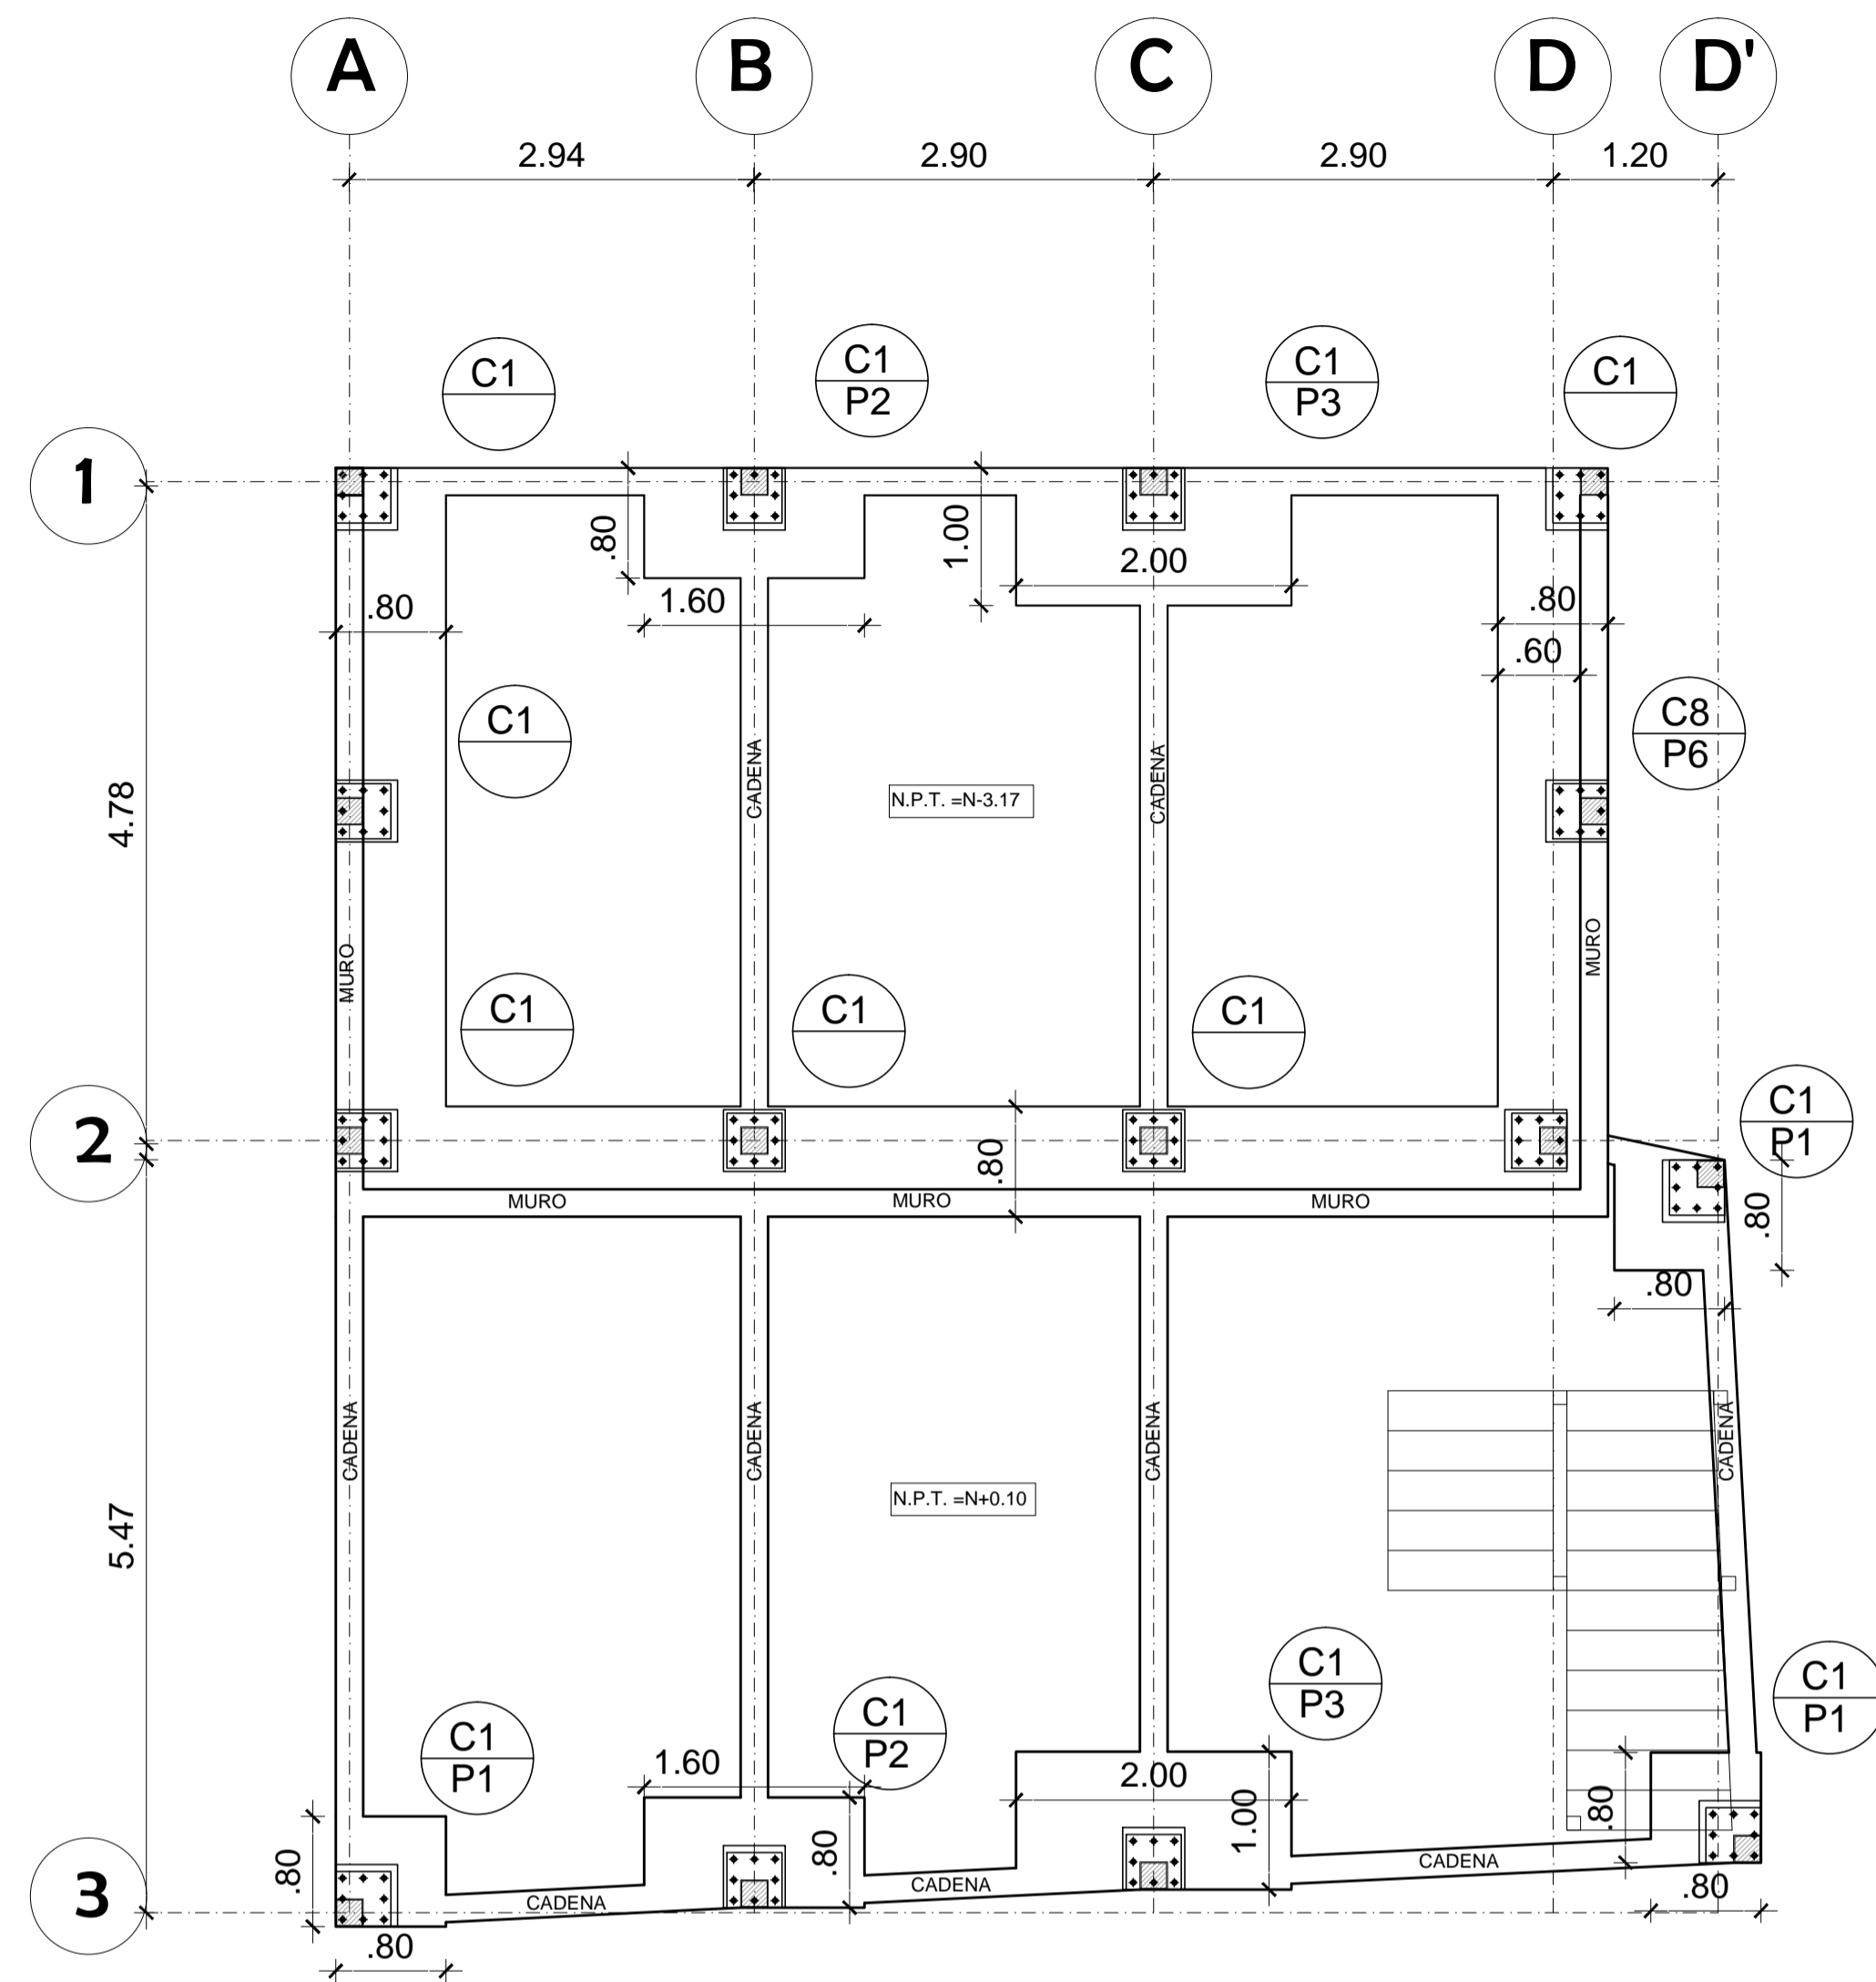 A B C D D'
2.94 2.90 2.90 1.20
C1
C1
P2
C1
P3
C1
1
.80
1.00
2.00
.80
1.60
.80
.60
C1
C8
P6
CADENA
CADENA
N.P.T. =N-3.17
4.78
MURO
MURO
C1
C1
C1
C1
P1
2
.80
MURO
MURO
MURO
.80
.80
CADENA
CADENA
CADENA
CADENA
N.P.T. =N+0.10
5.47
C1
P1
C1
P2
C1
P3
C1
P1
1.60
2.00
1.00
.80
.80
.80
CADENA
CADENA
CADENA
3
.80
.80